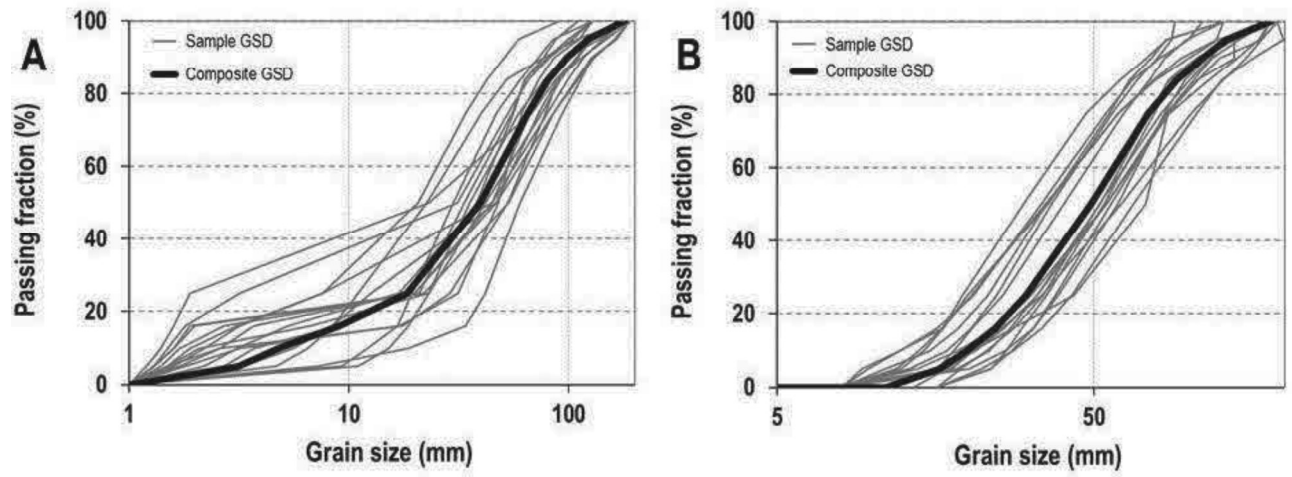 A
Sample GSD
Composite GSD
Passing fraction (%)
100
80
60
40
20
0
1
10
100
Grain size (mm)
B
Sample GSD
Composite GSD
Passing fraction (%)
100
80
60
40
20
0
5
50
Grain size (mm)